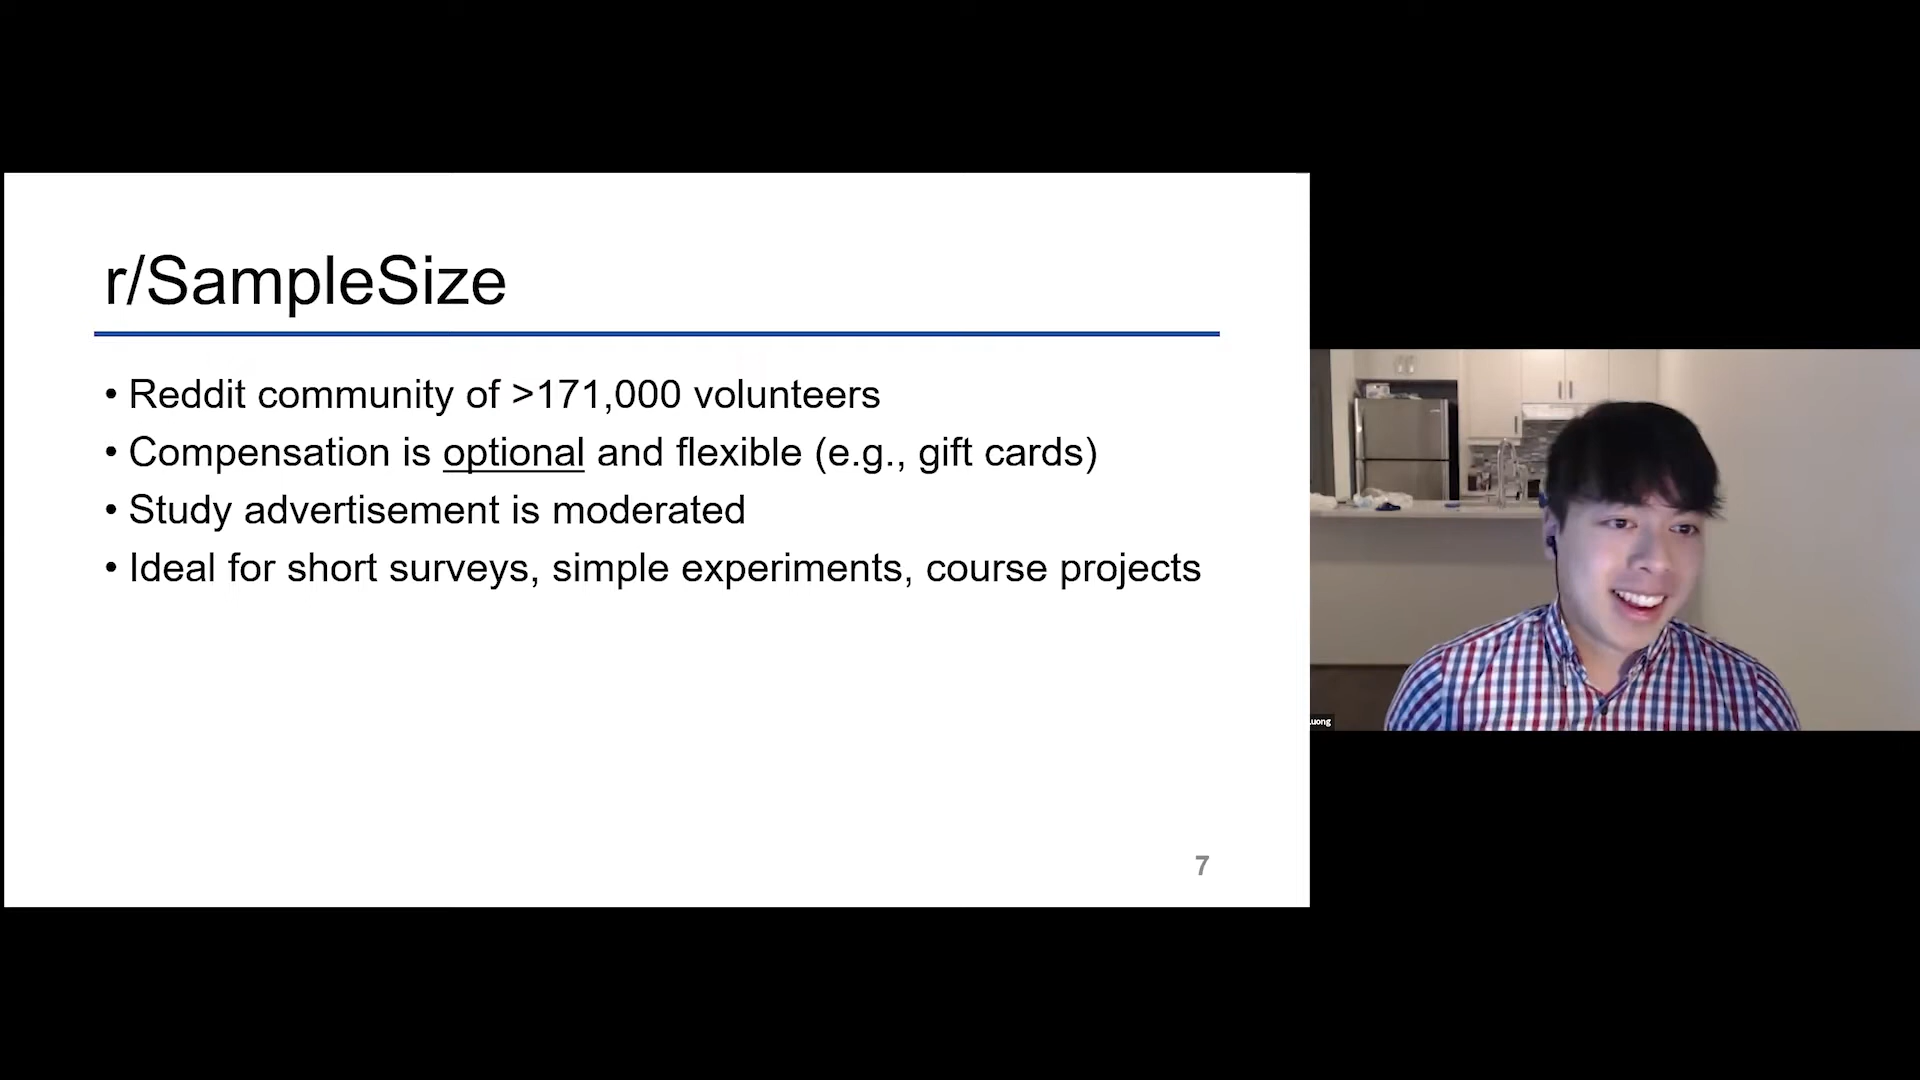 r/SampleSize
• Reddit community of >171,000 volunteers
• Compensation is optional and flexible (e.g., gift cards)
• Study advertisement is moderated
• Ideal for short surveys, simple experiments, course projects
7
uong